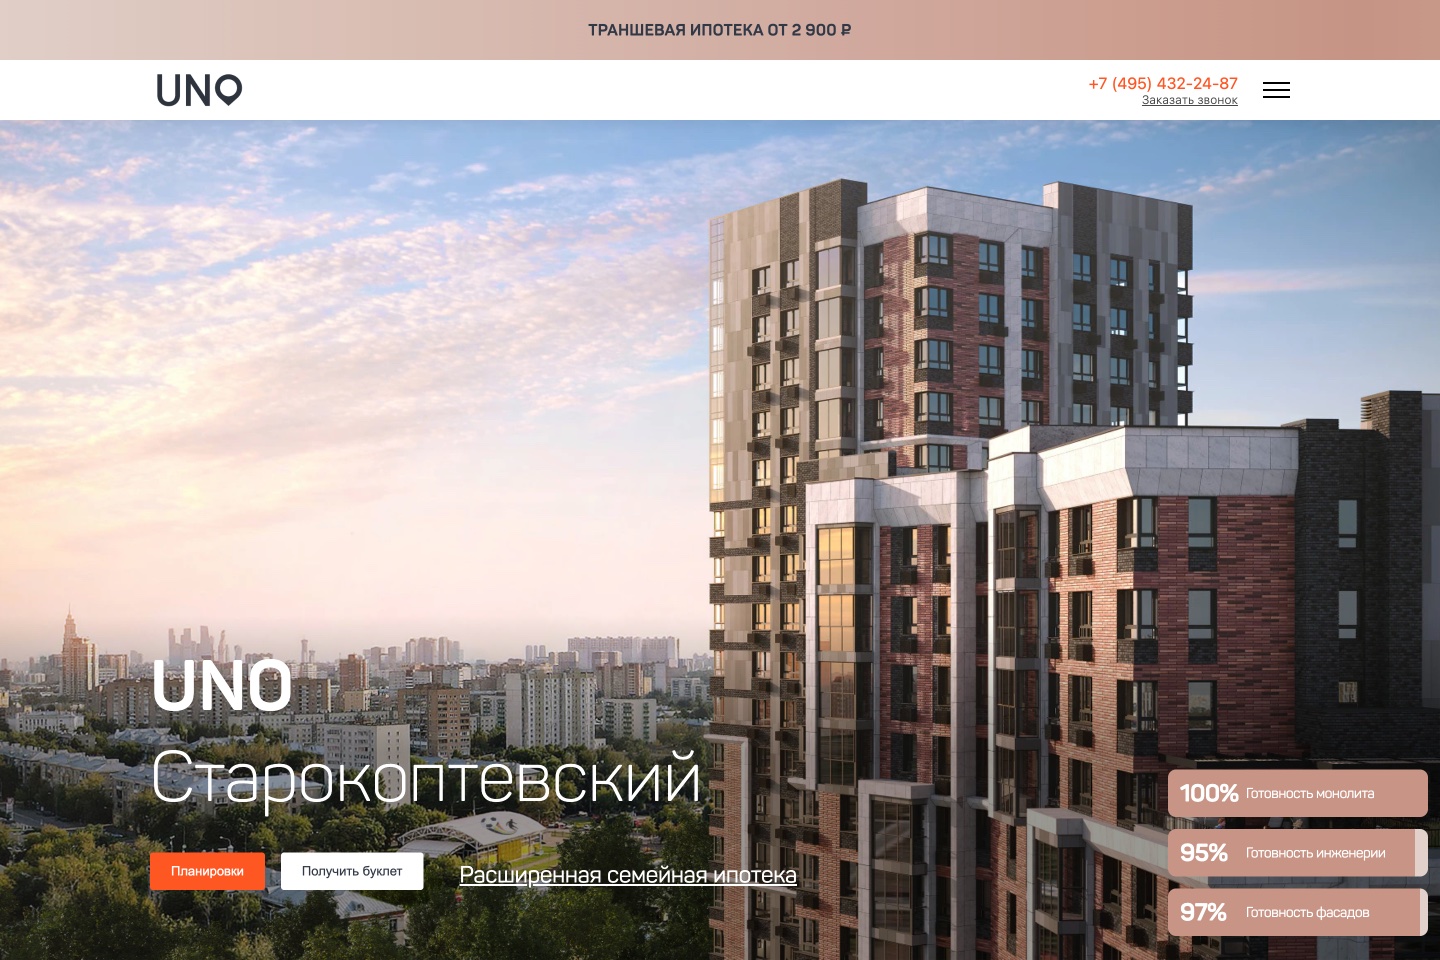 ТРАНШЕВАЯ ИПОТЕКА ОТ 2 900 ₽
UNO
+7 (495) 432-24-87
Заказать звонок
UNO
Старокоптевский
Планировки
Получить буклет
Расширенная семейная ипотека
100% Готовность монолита
95% Готовность инженерии
97% Готовность фасадов